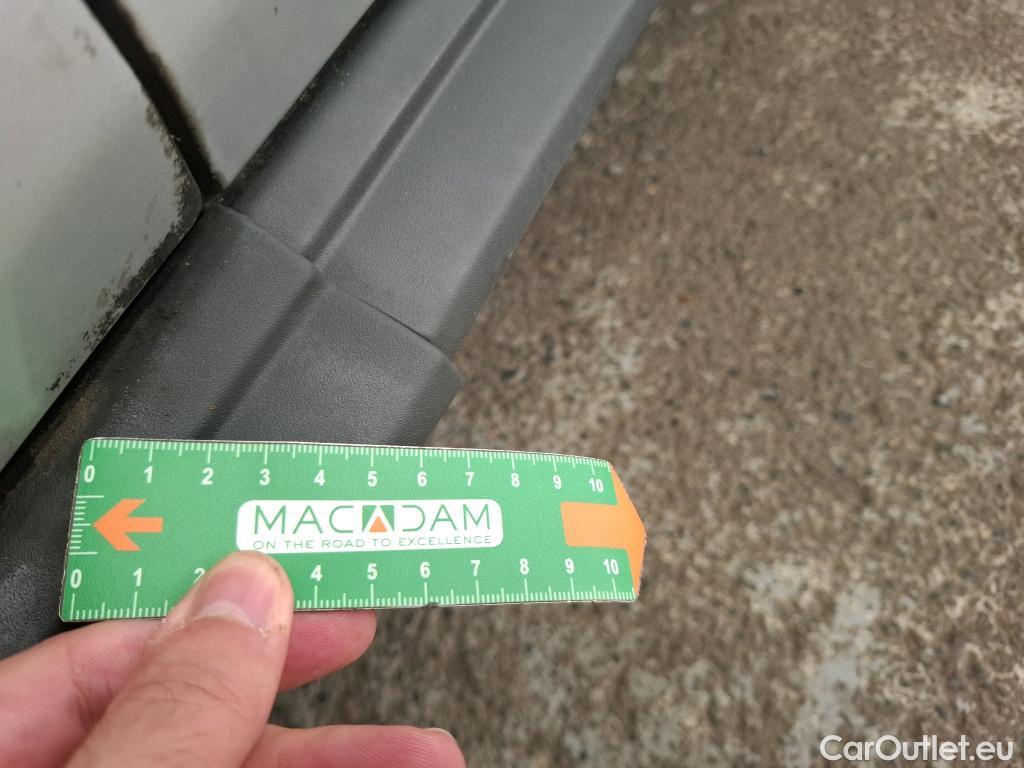 0 1 2 3 4 5 6 7 8 9 10
MACADAM
ON THE ROAD TO EXCELLENCE
0 1 2 4 5 6 7 8 9 10
CarOutlet.eu